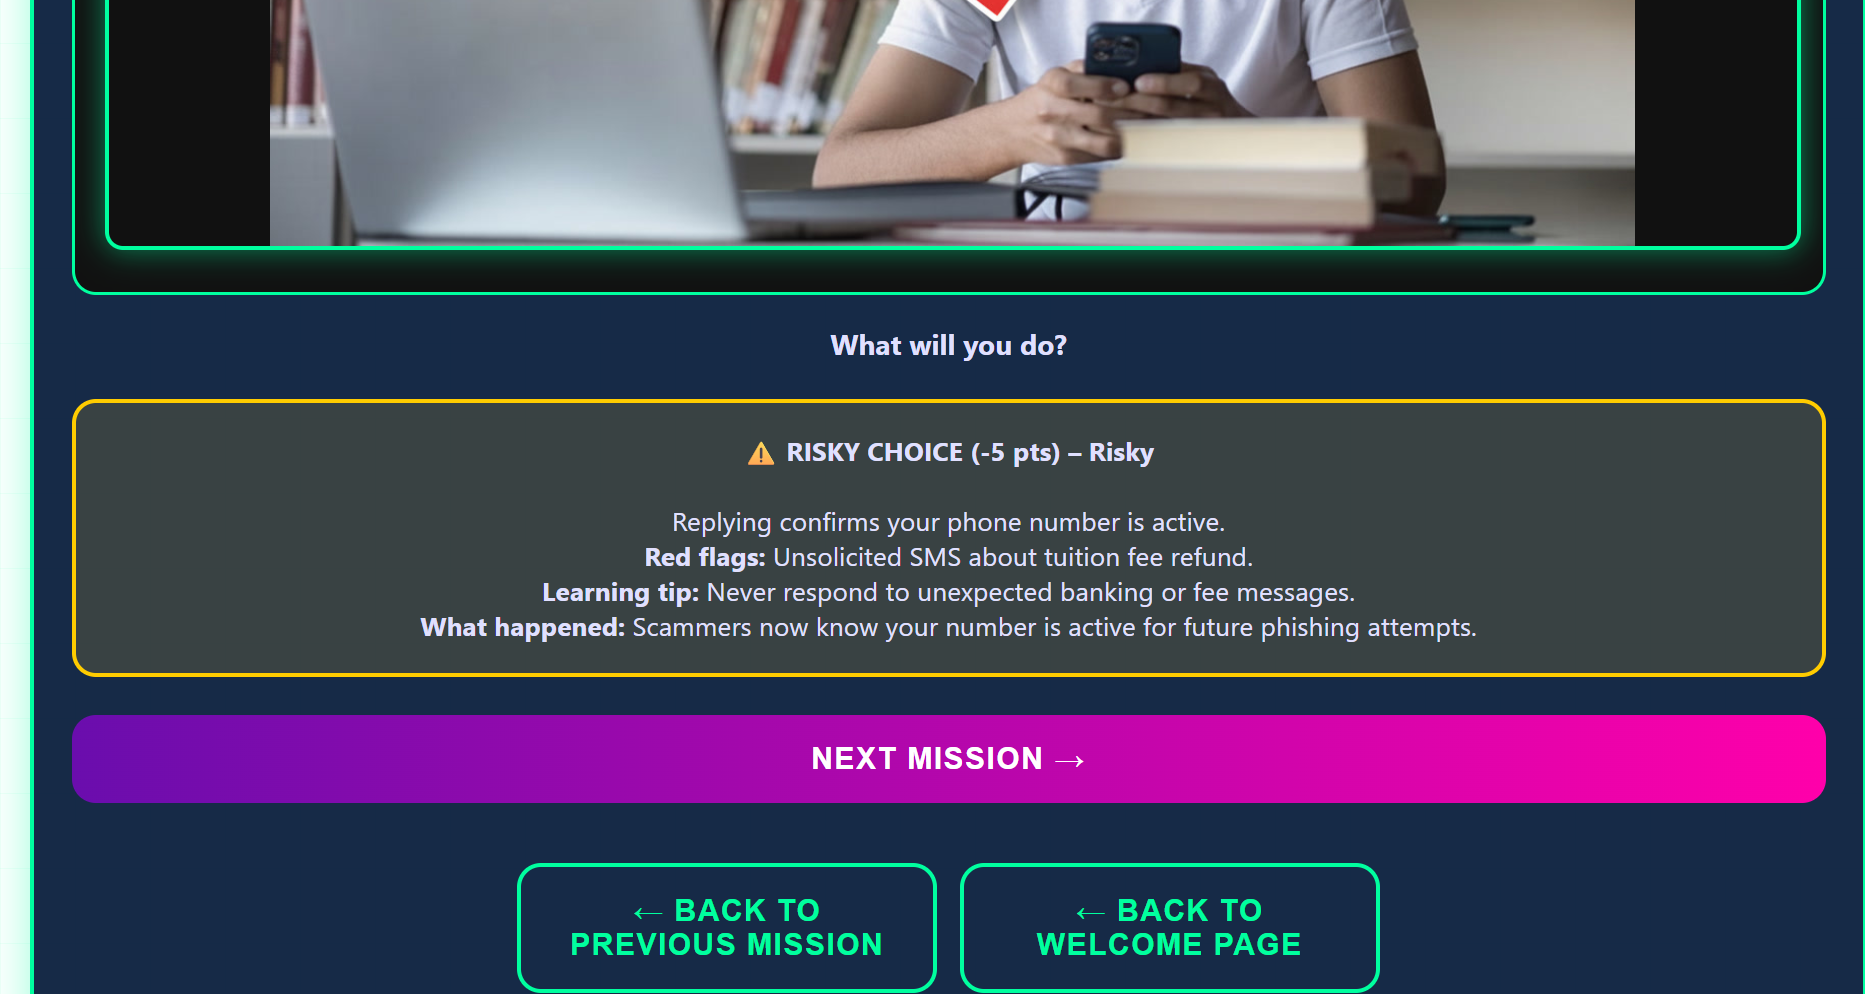 What will you do?
⚠️ RISKY CHOICE (-5 pts) – Risky
Replying confirms your phone number is active.
Red flags: Unsolicited SMS about tuition fee refund.
Learning tip: Never respond to unexpected banking or fee messages.
What happened: Scammers now know your number is active for future phishing attempts.
NEXT MISSION →
← BACK TO
PREVIOUS MISSION
← BACK TO
WELCOME PAGE